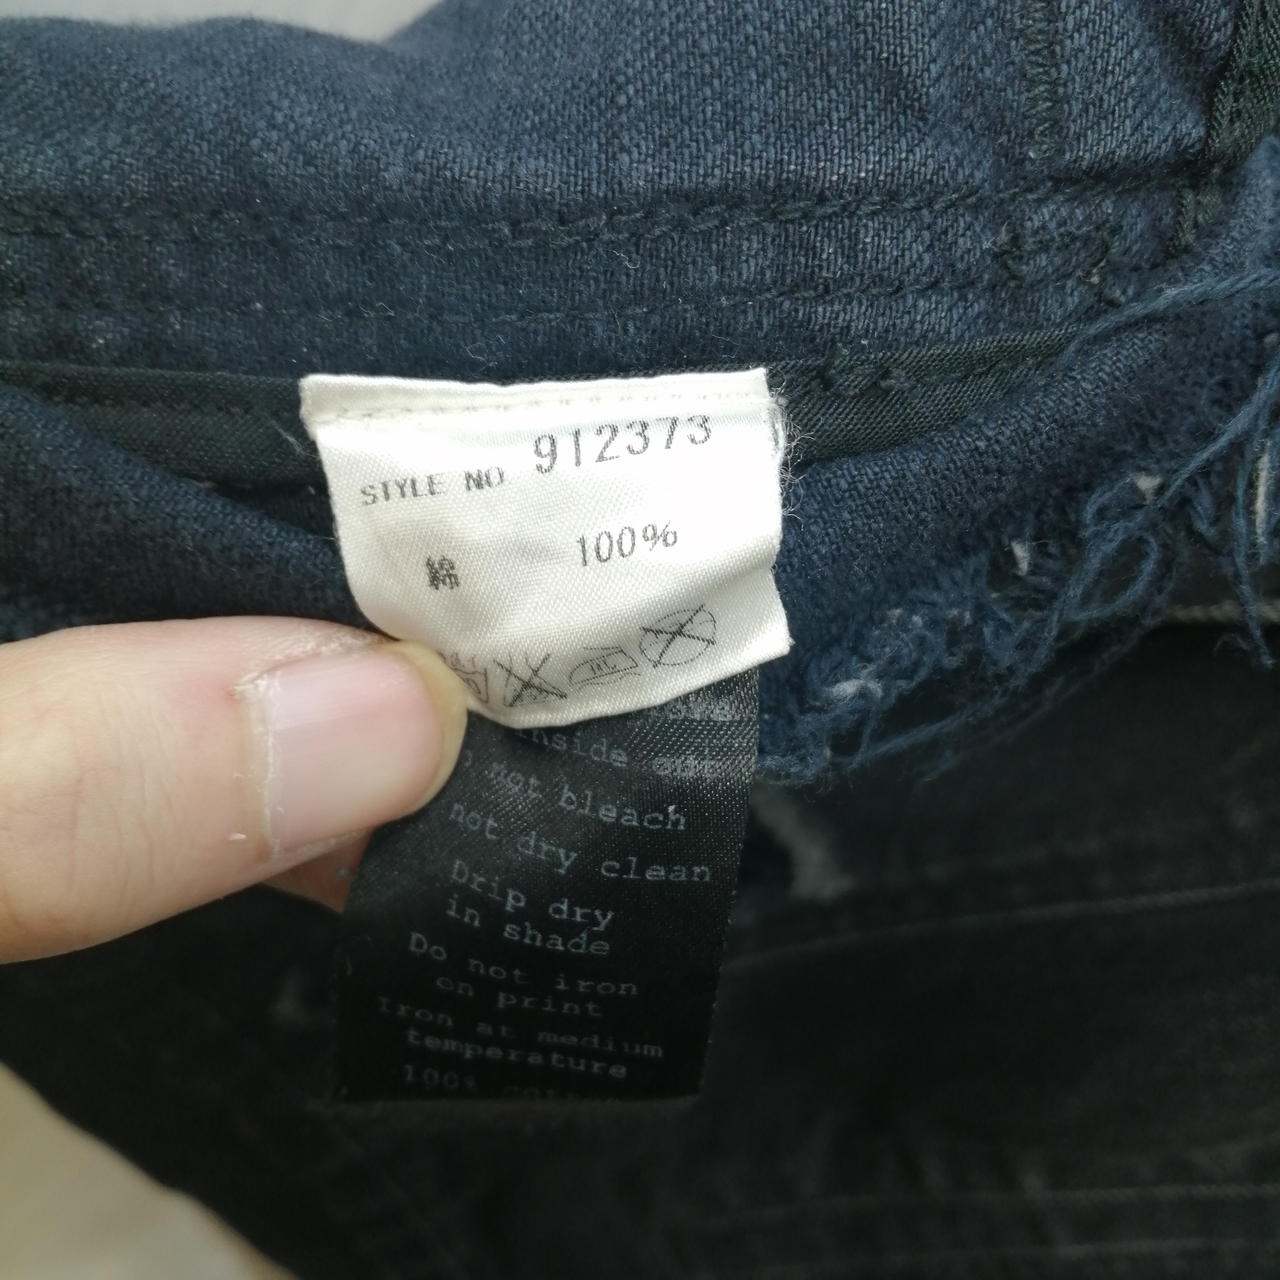 STYLE NO 912373
綿 100%
inside out
not bleach
not dry clean
Drip dry
in shade
Do not iron
on print
Iron at medium
temperature
100%